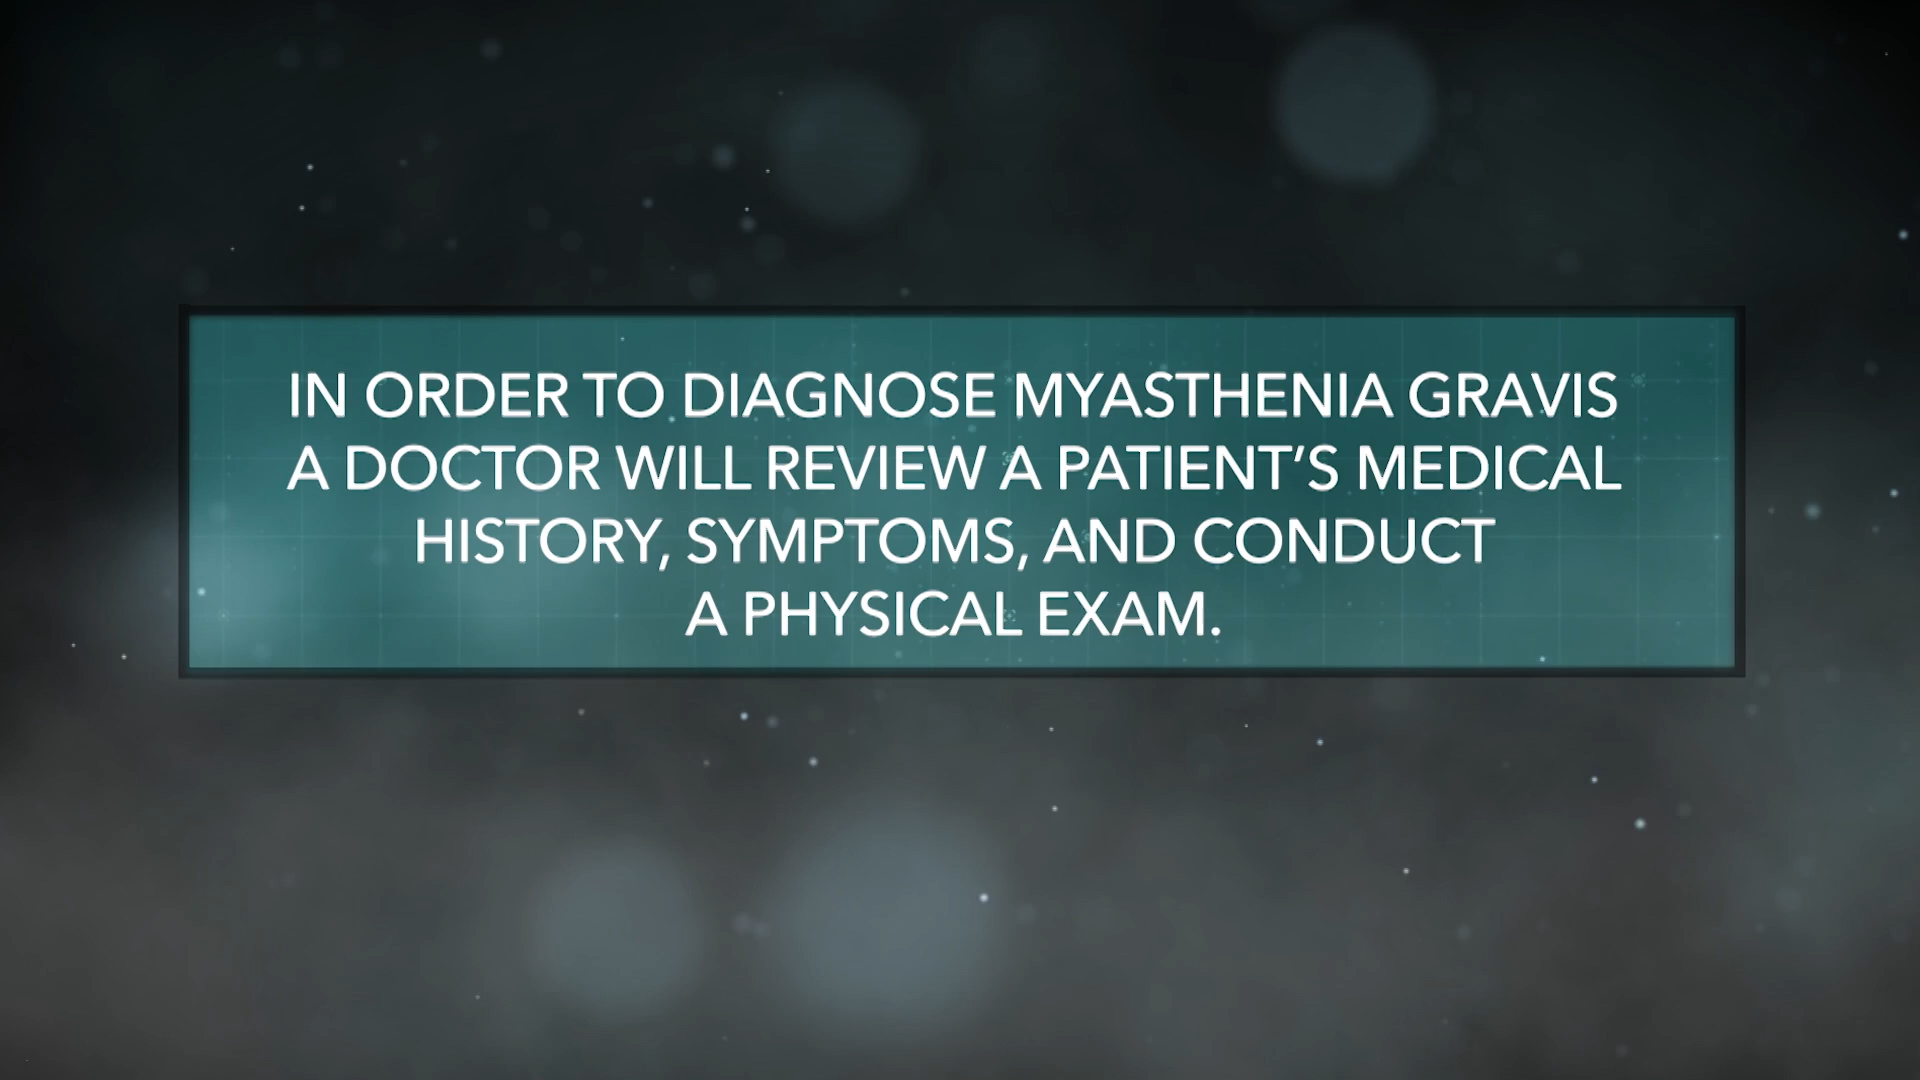 IN ORDER TO DIAGNOSE MYASTHENIA GRAVIS
A DOCTOR WILL REVIEW A PATIENT’S MEDICAL
HISTORY, SYMPTOMS, AND CONDUCT
A PHYSICAL EXAM.